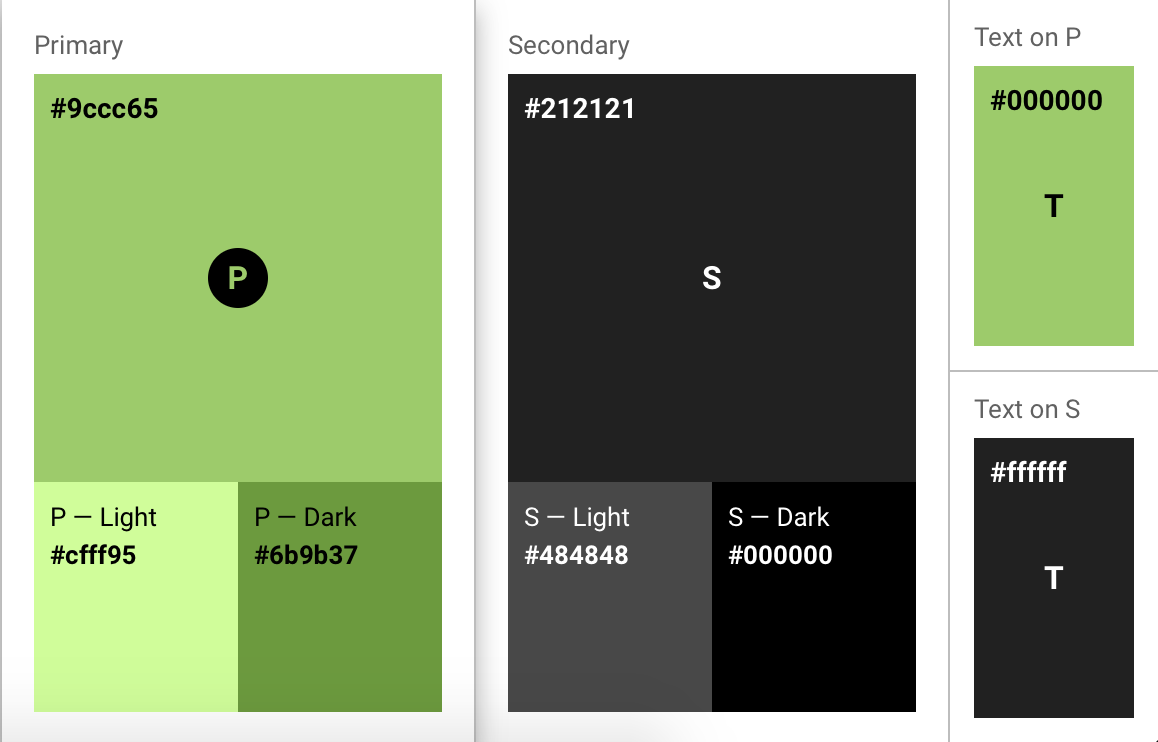 Primary
#9ccc65
P
P — Light
#cfff95
P — Dark
#6b9b37
Secondary
#212121
S
S — Light
#484848
S — Dark
#000000
Text on P
#000000
T
Text on S
#ffffff
T